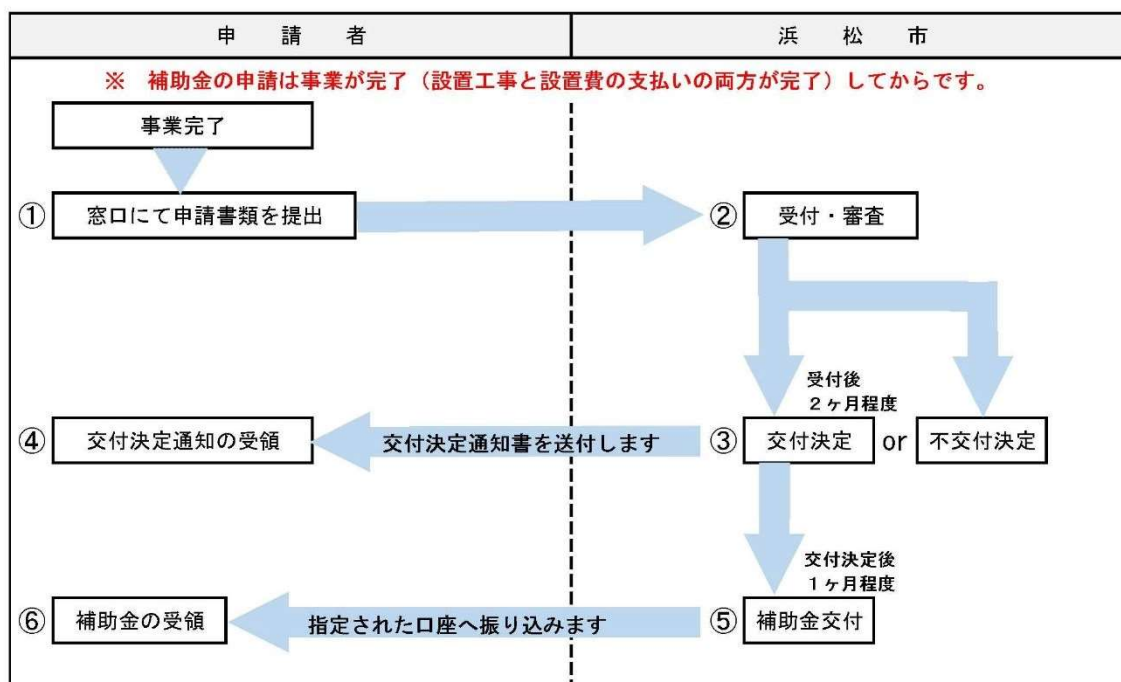 申請者
浜松市
※ 補助金の申請は事業が完了（設置工事と設置費の支払いの両方が完了）してからです。
事業完了
① 窓口にて申請書類を提出
② 受付・審査
受付後
２ヶ月程度
④ 交付決定通知の受領
交付決定通知書を送付します
③ 交付決定 or 不交付決定
交付決定後
１ヶ月程度
⑥ 補助金の受領
指定された口座へ振り込みます
⑤ 補助金交付